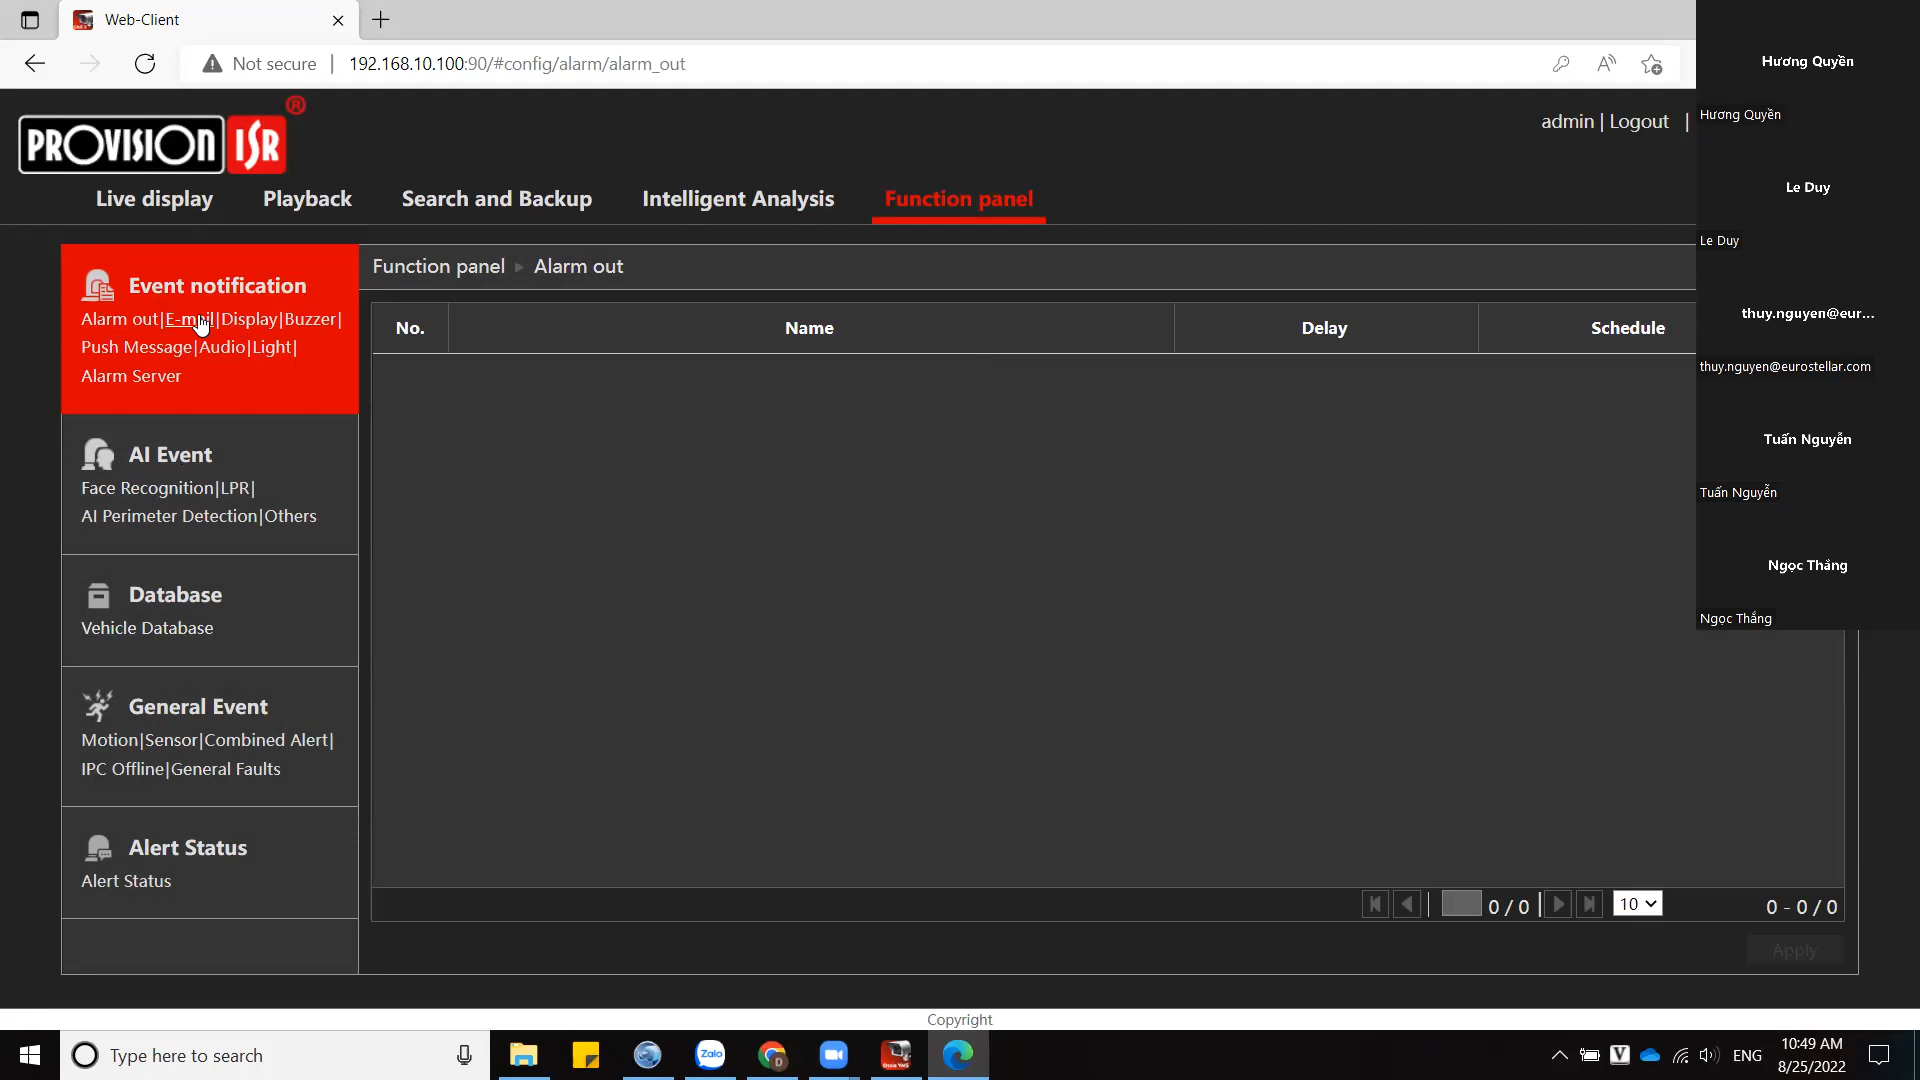 Web-Client
Not secure 192.168.10.100:90/#config/alarm/alarm_out
PROVISION ISR ®
admin | Logout |
Live display Playback Search and Backup Intelligent Analysis Function panel
Event notification
Alarm out|E-mail|Display|Buzzer|
Push Message|Audio|Light|
Alarm Server
AI Event
Face Recognition|LPR|
AI Perimeter Detection|Others
Database
Vehicle Database
General Event
Motion|Sensor|Combined Alert|
IPC Offline|General Faults
Alert Status
Alert Status
Function panel Alarm out
No. Name Delay Schedule
0 / 0 10 0 - 0 / 0
Apply
Copyright
Hương Quyền
Hương Quyền
Le Duy
Le Duy
thuy.nguyen@eur...
thuy.nguyen@eurostellar.com
Tuấn Nguyễn
Tuấn Nguyễn
Ngọc Thắng
Ngọc Thắng
Type here to search
Zalo
D
Ossia VMS
V
ENG
10:49 AM
8/25/2022